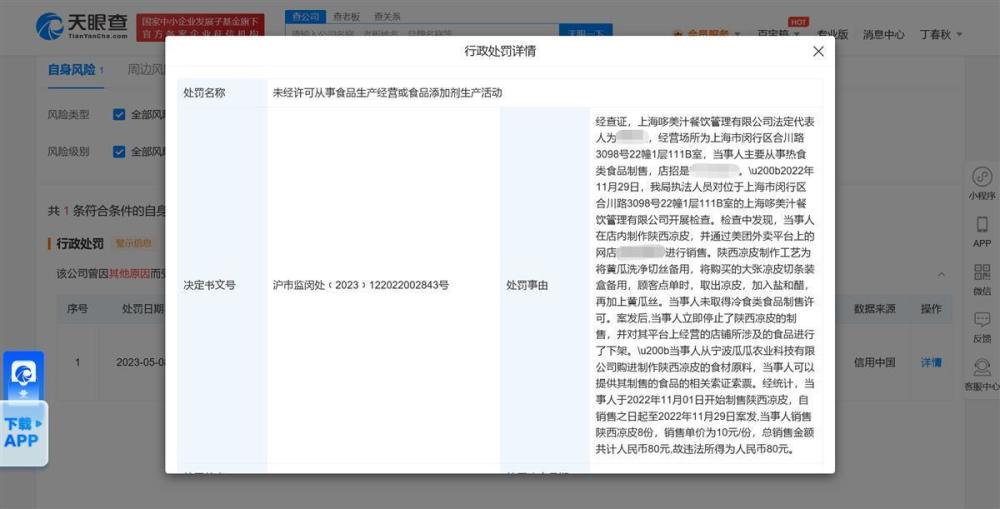 天眼查
TianYanCha.com
国家中小企业发展子基金旗下
官方备案企业征信机构
查公司
查老板
查关系
天眼一下
会员服务
百宝箱
HOT
专业版
消息中心
丁春秋
自身风险 1
周边风
风险类型
全部风
风险级别
全部风
共 1 条符合条件的自身
行政处罚
警示信息
该公司曾因其他原因而受
序号
处罚日期
数据来源
操作
1
2023-05-08
信用中国
详情
下载
APP
小程序
APP
微信
反馈
客服中心
行政处罚详情
处罚名称
未经许可从事食品生产经营或食品添加剂生产活动
决定书文号
沪市监闵处﹝2023﹞122022002843号
处罚事由
经查证，上海哆美汁餐饮管理有限公司法定代表
人为，经营场所为上海市闵行区合川路
3098号22幢1层111B室，当事人主要从事热食
类食品制售，店招是。\u200b2022年
11月29日，我局执法人员对位于上海市闵行区
合川路3098号22幢1层111B室的上海哆美汁餐
饮管理有限公司开展检查。检查中发现，当事人
在店内制作陕西凉皮，并通过美团外卖平台上的
网店进行销售。陕西凉皮制作工艺为
将黄瓜洗净切丝备用，将购买的大张凉皮切条装
盒备用，顾客点单时，取出凉皮，加入盐和醋，
再加上黄瓜丝。当事人未取得冷食类食品制售许
可。案发后,当事人立即停止了陕西凉皮的制
售，并对其平台上经营的店铺所涉及的食品进行
了下架。\u200b当事人从宁波瓜瓜农业科技有限
公司购进制作陕西凉皮的食材原料，当事人可以
提供其制售的食品的相关索证索票。经统计，当
事人于2022年11月01日开始制售陕西凉皮，自
销售之日起至2022年11月29日案发,当事人销售
陕西凉皮8份，销售单价为10元/份，总销售金额
共计人民币80元,故违法所得为人民币80元。